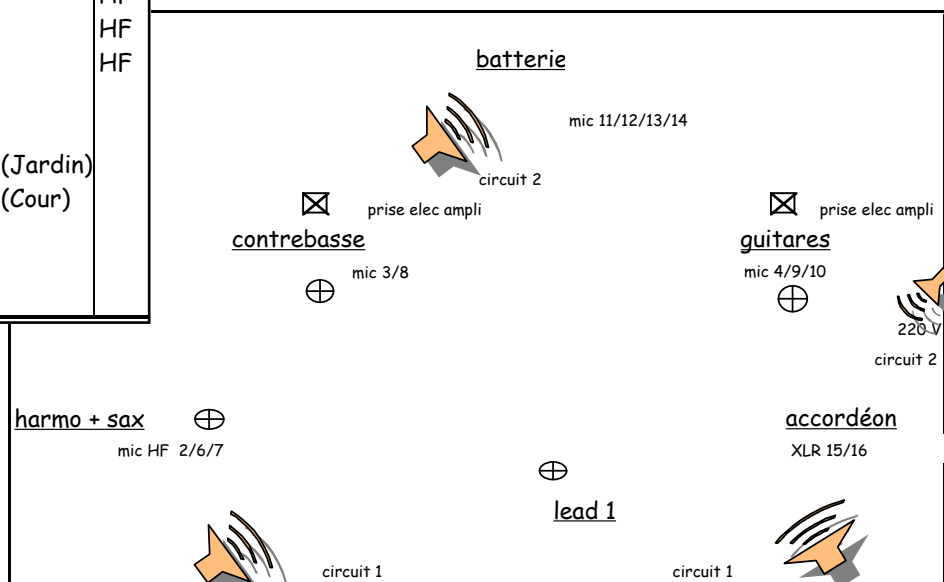 HF
HF
(Jardin)
(Cour)
batterie
mic 11/12/13/14
circuit 2
prise elec ampli
prise elec ampli
contrebasse
guitares
mic 3/8
mic 4/9/10
220 V
circuit 2
harmo + sax
accordéon
mic HF 2/6/7
XLR 15/16
lead 1
circuit 1
circuit 1